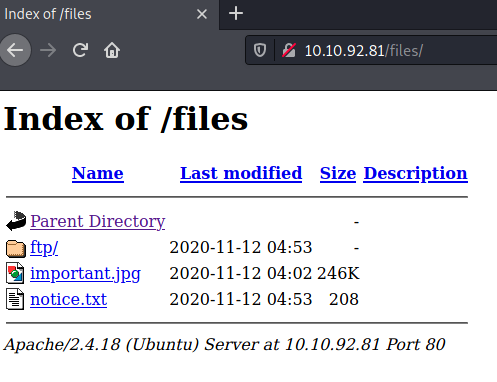 Index of /files
10.10.92.81/files/
Index of /files
Name Last modified Size Description
Parent Directory -
ftp/ 2020-11-12 04:53 -
important.jpg 2020-11-12 04:02 246K
notice.txt 2020-11-12 04:53 208
Apache/2.4.18 (Ubuntu) Server at 10.10.92.81 Port 80